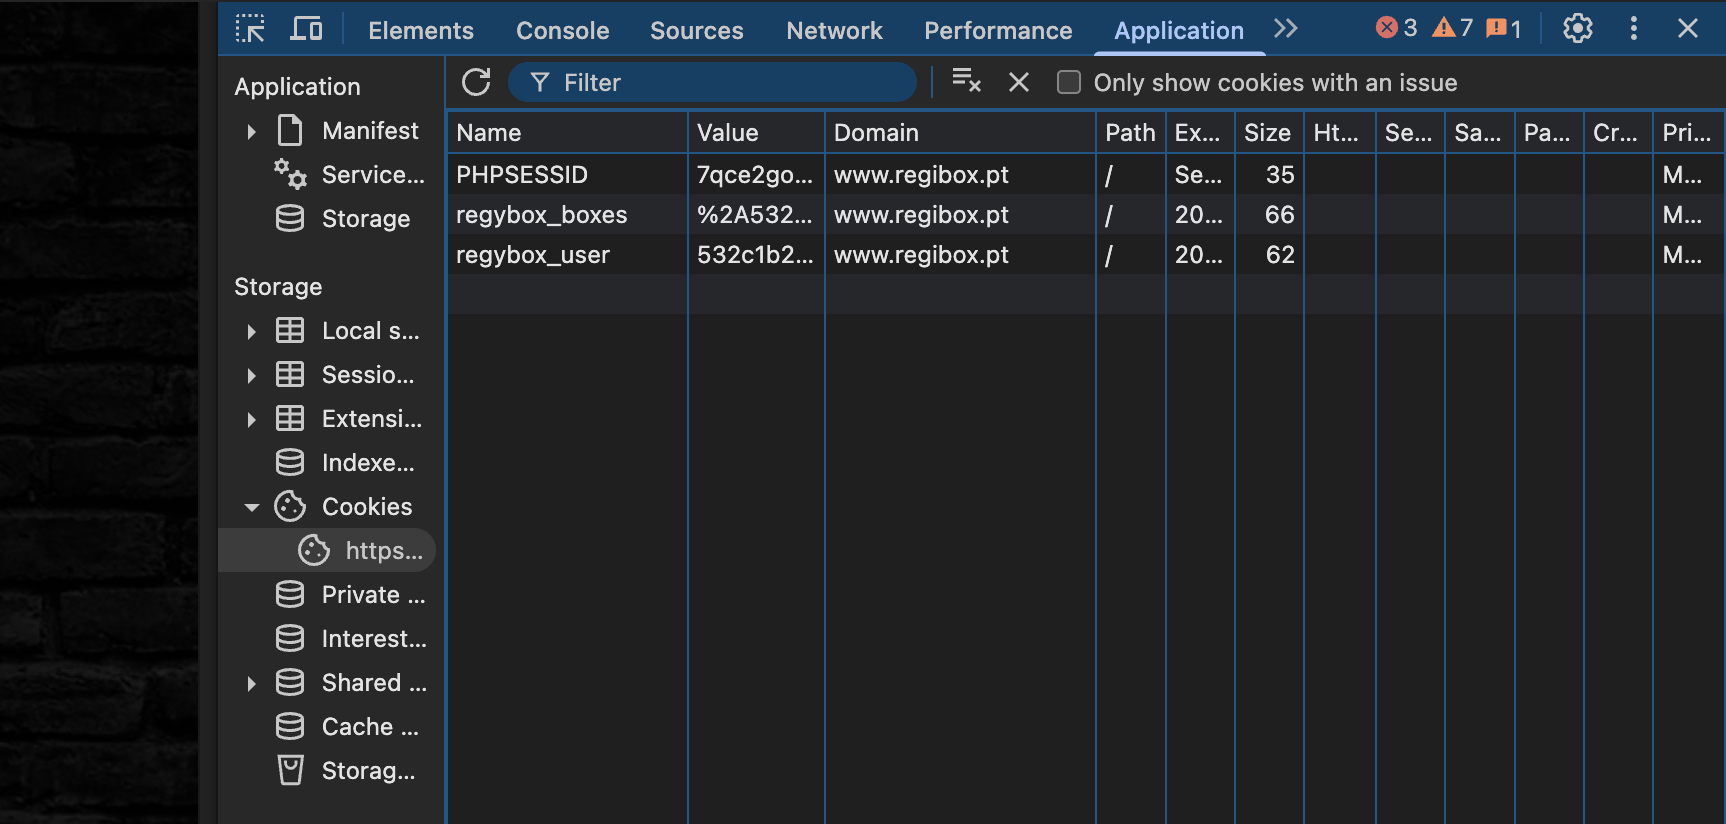 Elements Console Sources Network Performance Application 3 7 1
Application
Manifest
Service...
Storage
Storage
Local s...
Sessio...
Extensi...
Indexe...
Cookies
https...
Private ...
Interest...
Shared ...
Cache ...
Storag...
Filter Only show cookies with an issue
Name Value Domain Path Ex... Size Ht... Se... Sa... Pa... Cr... Pri...
PHPSESSID 7qce2go... www.regibox.pt / Se... 35 M...
regybox_boxes %2A532... www.regibox.pt / 20... 66 M...
regybox_user 532c1b2... www.regibox.pt / 20... 62 M...